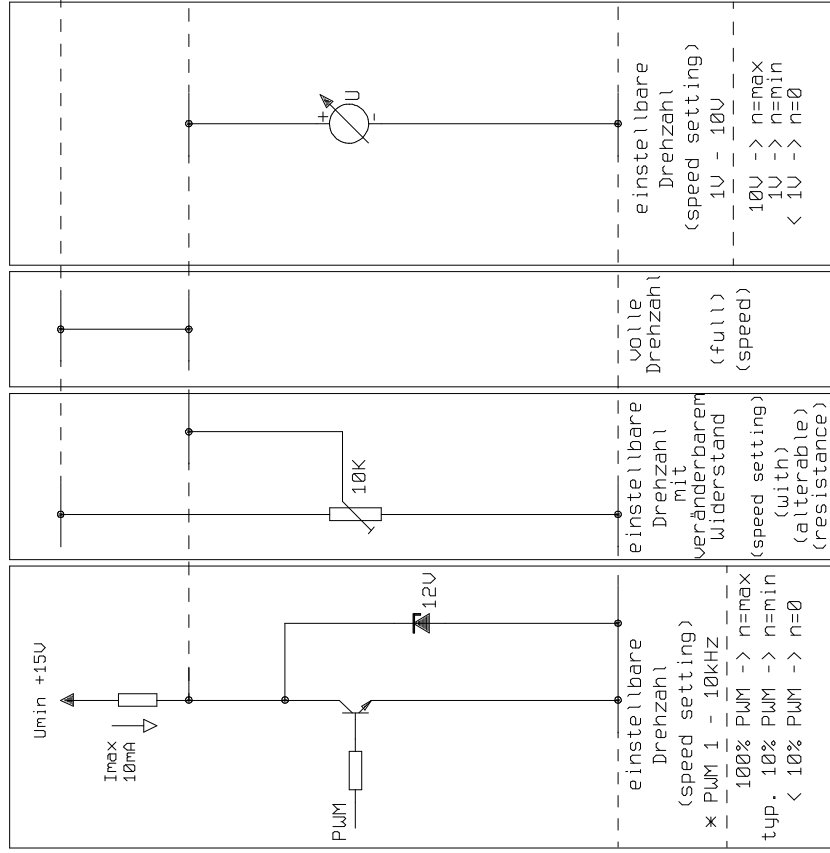 Umin +15V
Imax
10mA
PWM
12V
einstellbare
Drehzahl
(speed setting)
* PWM 1 - 10kHz
100% PWM -> n=max
typ. 10% PWM -> n=min
< 10% PWM -> n=0
10K
einstellbare
Drehzahl
mit
veränderbarem
Widerstand
(speed setting)
(with)
(alterable)
(resistance)
volle
Drehzahl
(full)
(speed)
+
U
-
einstellbare
Drehzahl
(speed setting)
1V - 10V
10V -> n=max
1V -> n=min
< 1V -> n=0